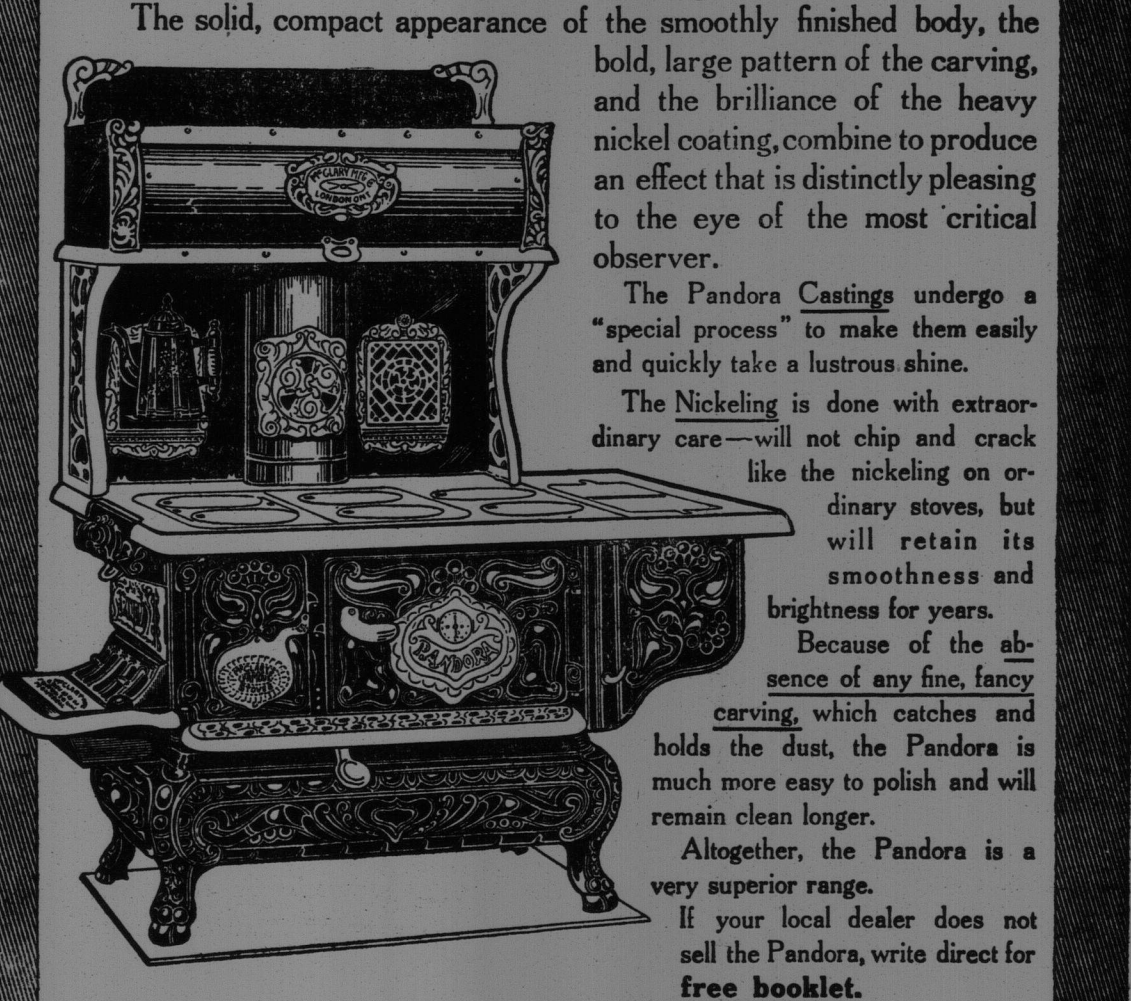 The solid, compact appearance of the smoothly finished body, the
bold, large pattern of the carving,
and the brilliance of the heavy
nickel coating, combine to produce
an effect that is distinctly pleasing
to the eye of the most critical
observer.
The Pandora Castings undergo a
"special process" to make them easily
and quickly take a lustrous shine.
The Nickeling is done with extraor-
dinary care—will not chip and crack
like the nickeling on or-
dinary stoves, but
will retain its
smoothness and
brightness for years.
Because of the ab-
sence of any fine, fancy
carving, which catches and
holds the dust, the Pandora is
much more easy to polish and will
remain clean longer.
Altogether, the Pandora is a
very superior range.
If your local dealer does not
sell the Pandora, write direct for
free booklet.
McCLARY MFG Co
LONDON ONT
PANDORA
McCLARYS
FAMOUS
STOVES